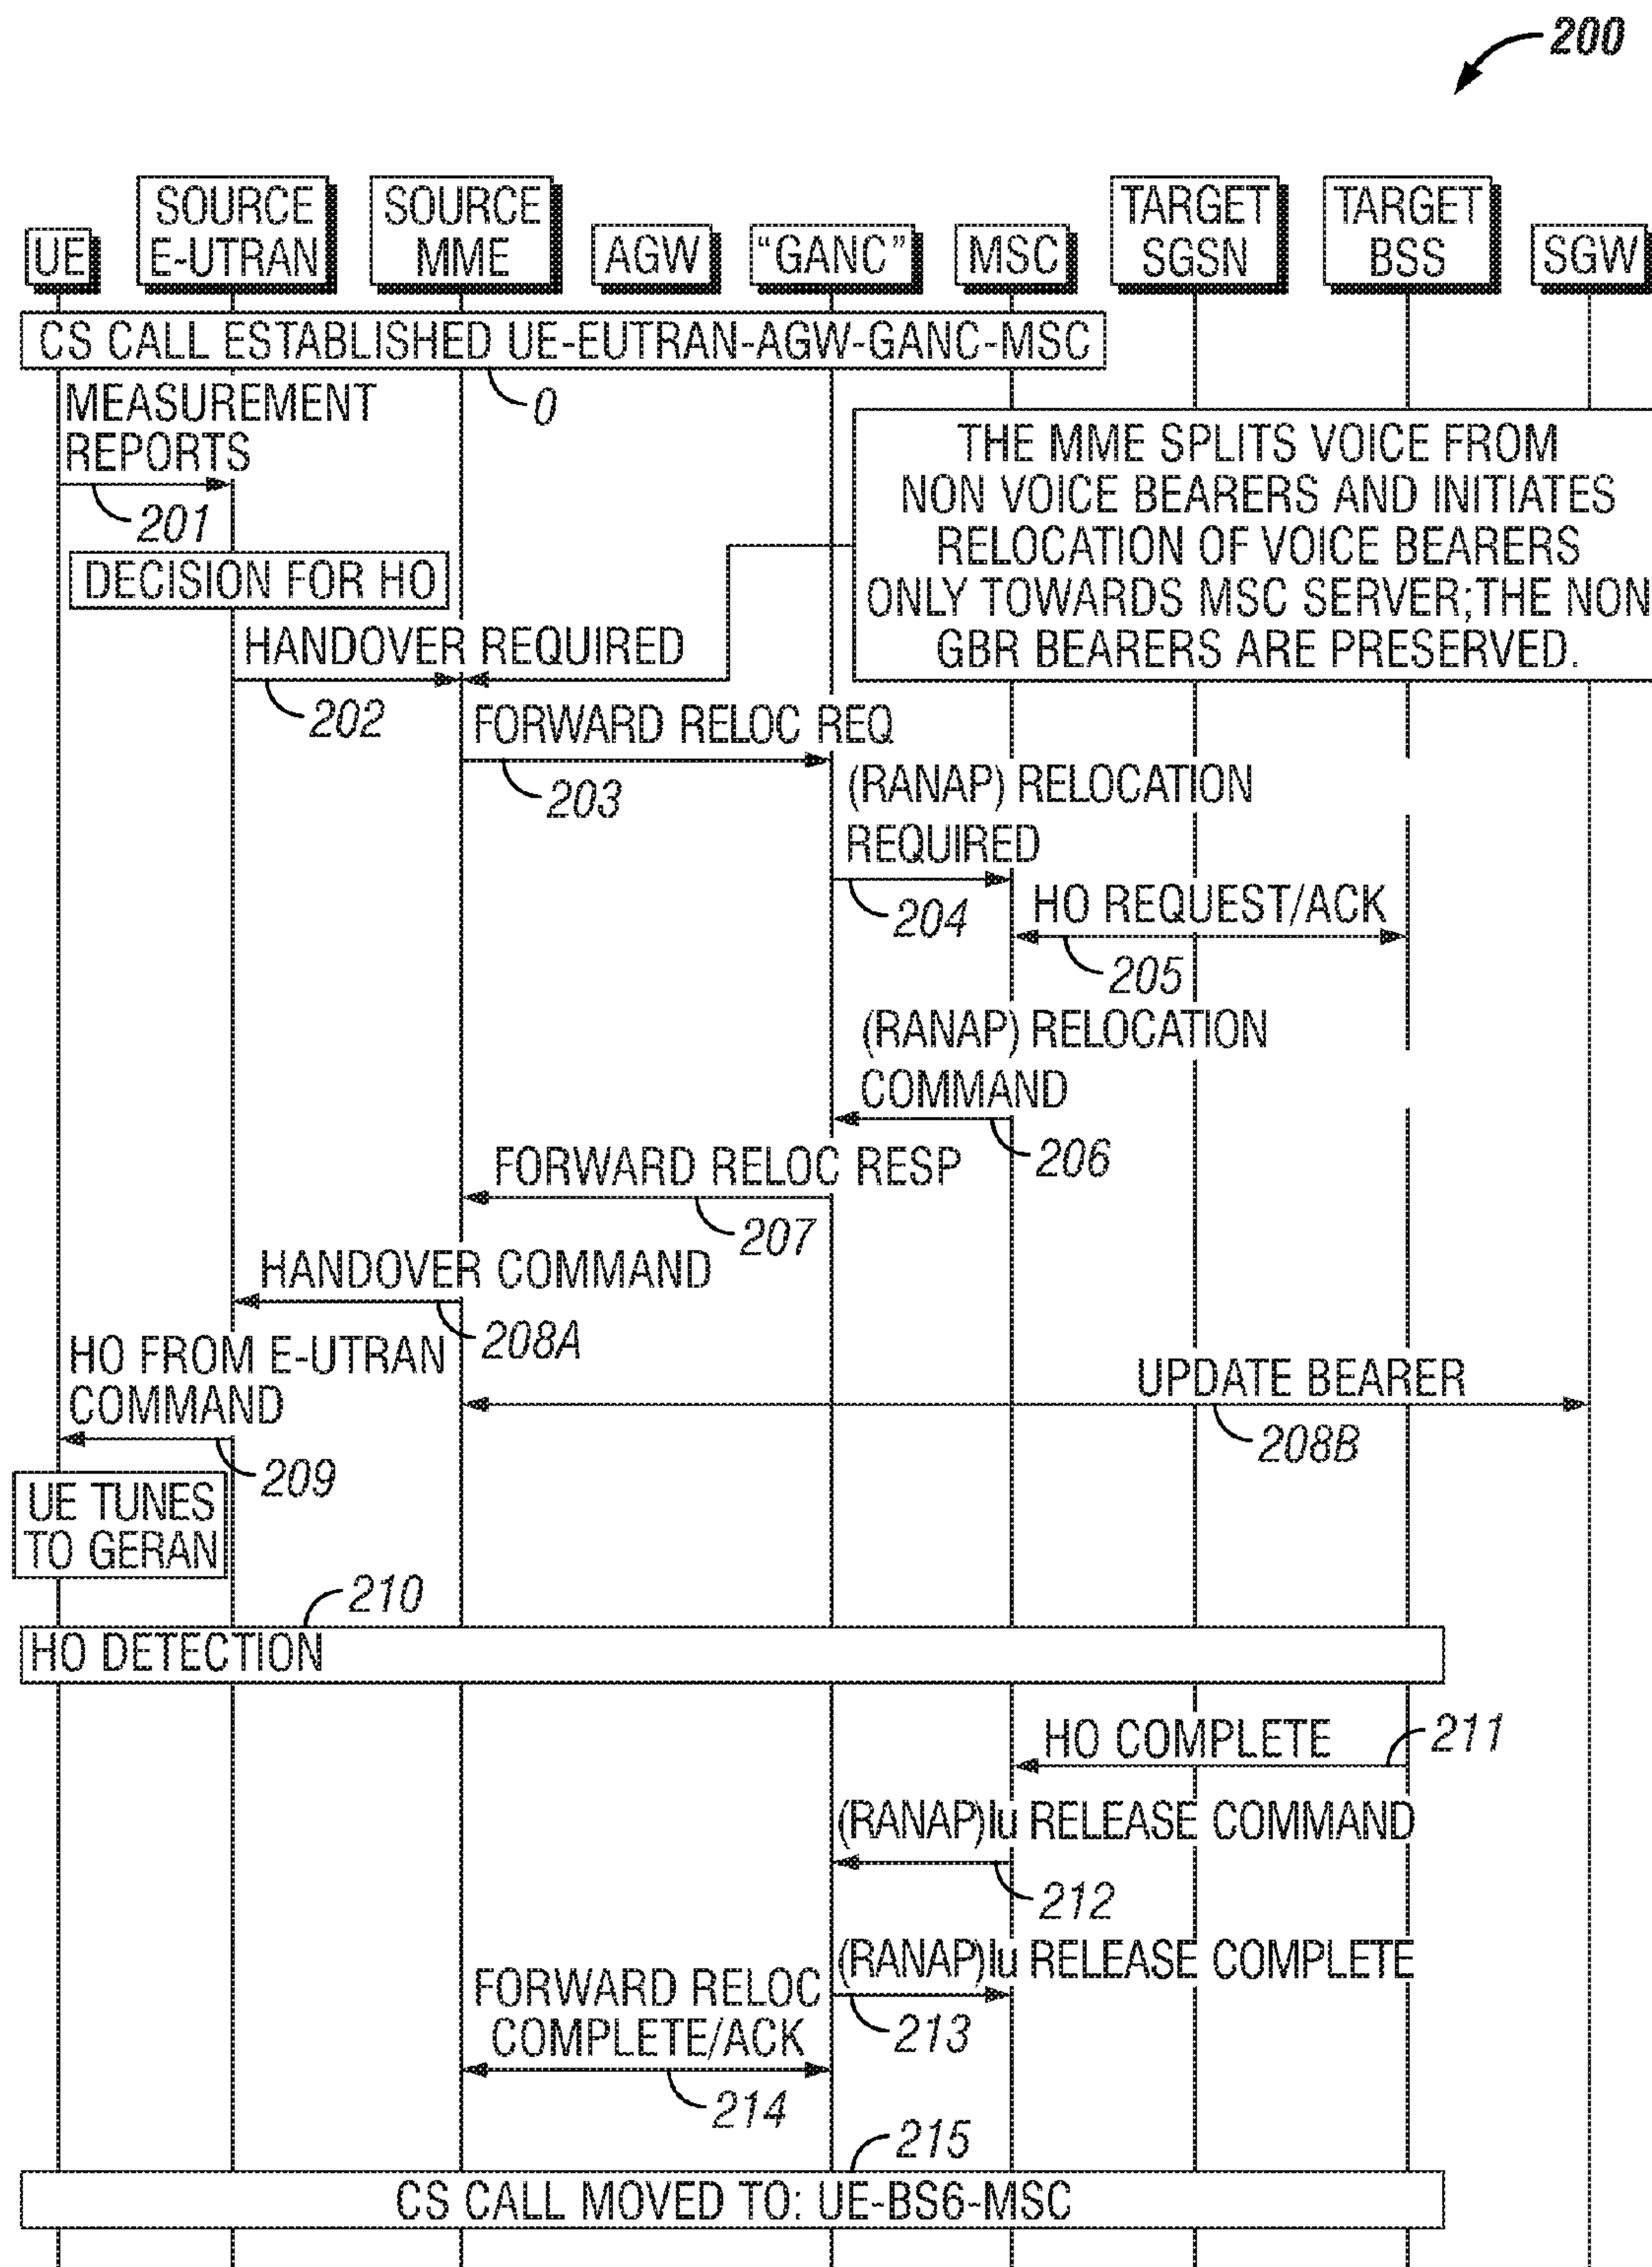 200
UE
SOURCE
E-UTRAN
SOURCE
MME
AGW
“GANC”
MSC
TARGET
SGSN
TARGET
BSS
SGW
CS CALL ESTABLISHED UE-EUTRAN-AGW-GANC-MSC
0
MEASUREMENT
REPORTS
201
THE MME SPLITS VOICE FROM
NON VOICE BEARERS AND INITIATES
RELOCATION OF VOICE BEARERS
ONLY TOWARDS MSC SERVER;THE NON
GBR BEARERS ARE PRESERVED.
DECISION FOR HO
HANDOVER REQUIRED
202
FORWARD RELOC REQ
203
(RANAP) RELOCATION
REQUIRED
204
HO REQUEST/ACK
205
(RANAP) RELOCATION
COMMAND
206
FORWARD RELOC RESP
207
HANDOVER COMMAND
208A
HO FROM E-UTRAN
COMMAND
209
UPDATE BEARER
208B
UE TUNES
TO GERAN
210
HO DETECTION
HO COMPLETE
211
(RANAP)Iu RELEASE COMMAND
212
(RANAP)Iu RELEASE COMPLETE
213
FORWARD RELOC
COMPLETE/ACK
214
215
CS CALL MOVED TO: UE-BS6-MSC